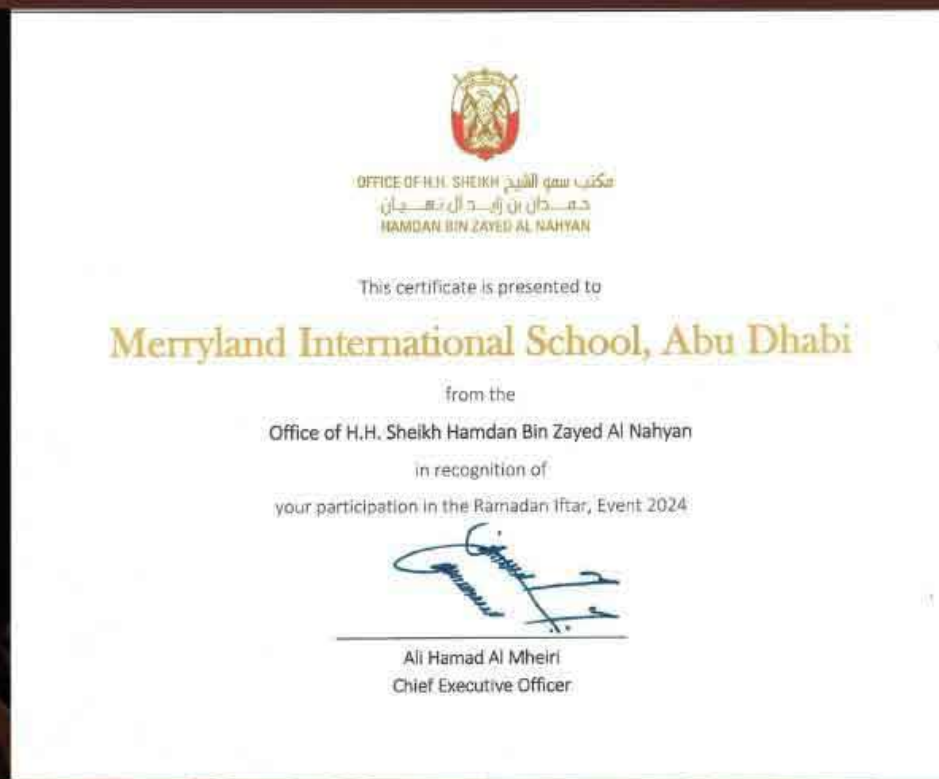 OFFICE OF H.H. SHEIKH مكتب سمو الشيخ
حمدان بن زايد آل نهيان
HAMDAN BIN ZAYED AL NAHYAN
This certificate is presented to
Merryland International School, Abu Dhabi
from the
Office of H.H. Sheikh Hamdan Bin Zayed Al Nahyan
in recognition of
your participation in the Ramadan Iftar, Event 2024
Ali Hamad Al Mheiri
Chief Executive Officer